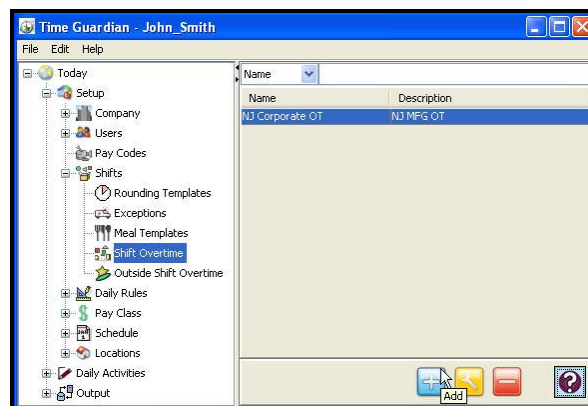 Time Guardian - John_Smith
File Edit Help
Today
Setup
Company
Users
Pay Codes
Shifts
Rounding Templates
Exceptions
Meal Templates
Shift Overtime
Outside Shift Overtime
Daily Rules
Pay Class
Schedule
Locations
Daily Activities
Output
Name
Name Description
NJ Corporate OT NJ MFG OT
Add